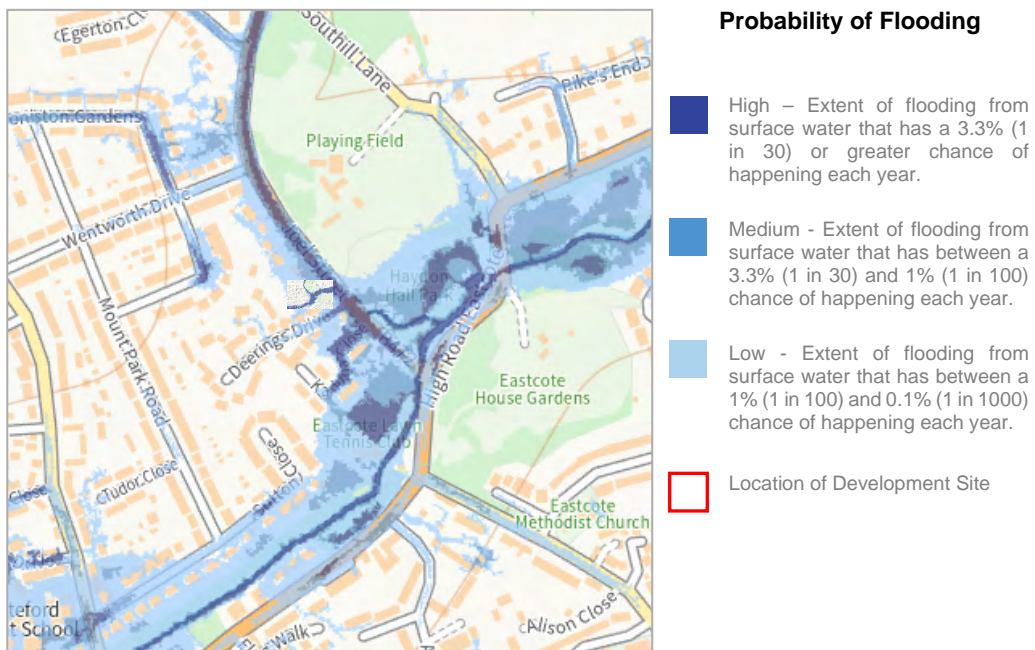 Probability of Flooding
High – Extent of flooding from
surface water that has a 3.3% (1
in 30) or greater chance of
happening each year.
Medium - Extent of flooding from
surface water that has between a
3.3% (1 in 30) and 1% (1 in 100)
chance of happening each year.
Low - Extent of flooding from
surface water that has between a
1% (1 in 100) and 0.1% (1 in 1000)
chance of happening each year.
Location of Development Site
Egerton Cl
Southill Lane
Pike's End
oniston Gardens
Playing Field
Wentworth Drive
Haydon
Hall Park
Mount Park Road
Deerings Drive
High Road Eastcote
Eastcote
House Gardens
Eastcote Lawn
Tennis Club
Close
Tudor Close
Close
Sutton
Eastcote
Methodist Church
teford
t School
Walk
Alison Close